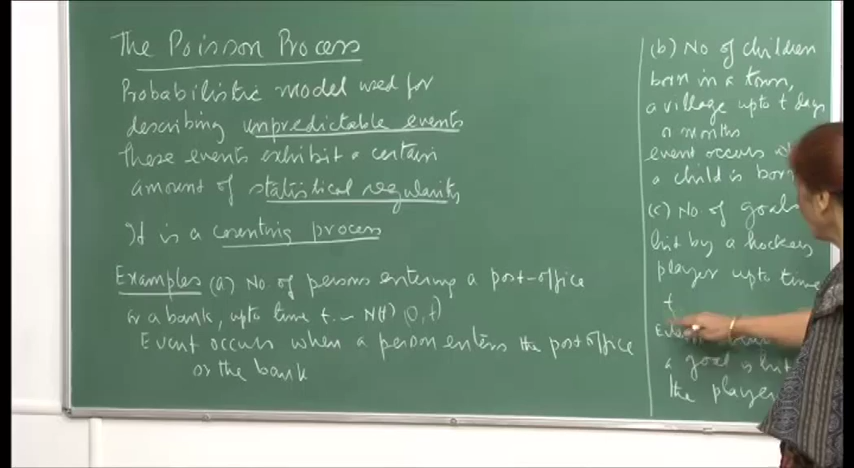 The Poisson Process
Probabilistic model used for
describing unpredictable events
These events exhibit a certain
amount of statistical regularity
It is a counting process
Examples (a) No. of persons entering a post-office
or a bank, upto time t. – N(t) (0, t)
Event occurs when a person enters the post office
or the bank
(b) No of children
born in a town,
a village upto t days
or months
event occurs
a child is born
(c) No. of goals
hit by a hockey
player upto time
t
a goal is hit
the player